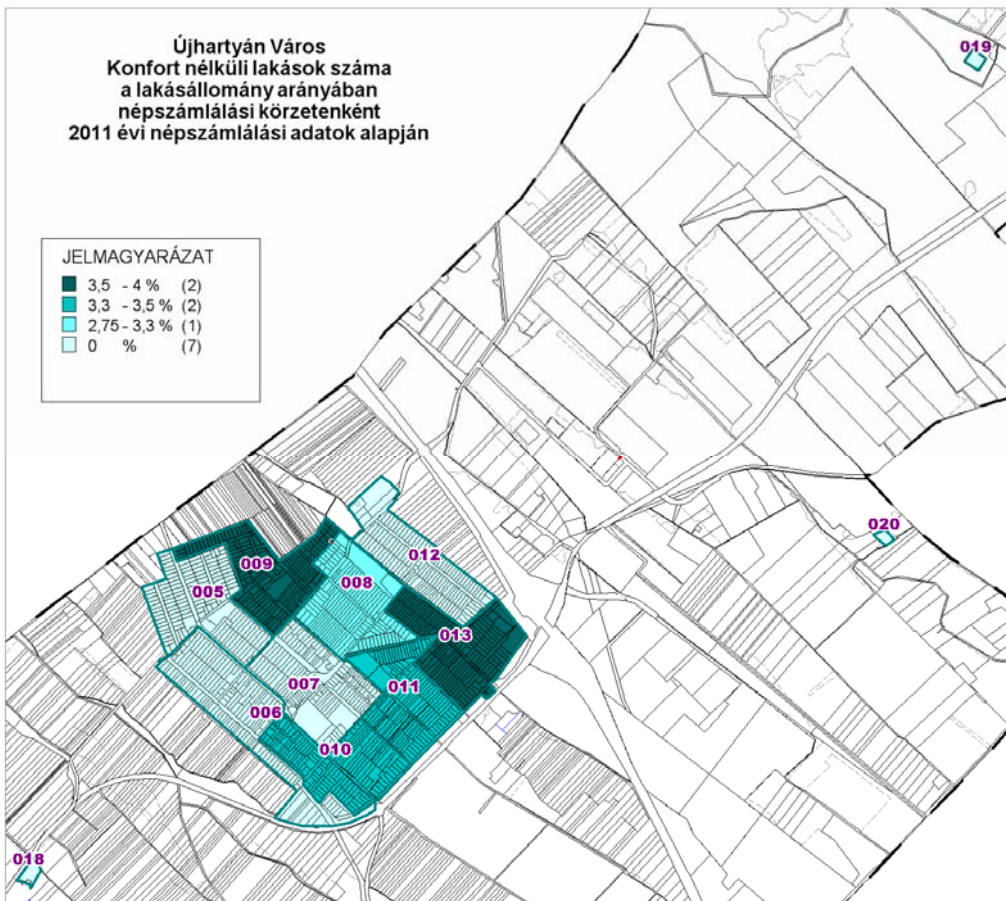 Újhartyán Város
Konfort nélküli lakások száma
a lakásállomány arányában
népszámlálási körzetenként
2011 évi népszámlálási adatok alapján
JELMAGYARÁZAT
3,5 - 4 % (2)
3,3 - 3,5 % (2)
2,75 - 3,3 % (1)
0 % (7)
019
020
012
009
008
005
013
007
011
006
010
018